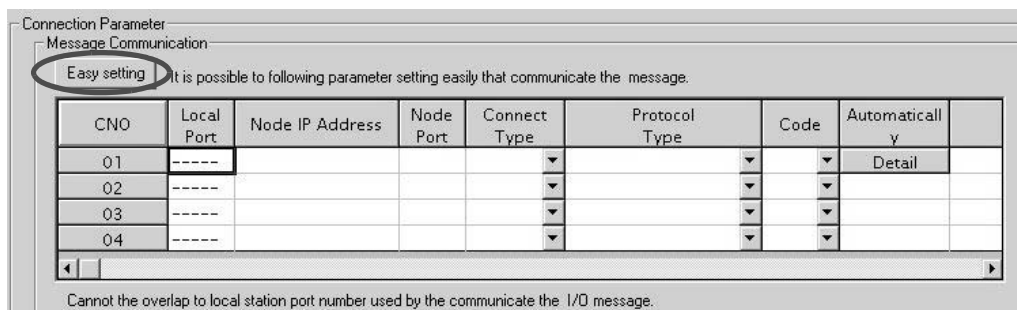 Connection Parameter
Message Communication
Easy setting It is possible to following parameter setting easily that communicate the message.
CNO Local Port Node IP Address Node Port Connect Type Protocol Type Code Automaticall y
01 ----- Detail
02 -----
03 -----
04 -----
Cannot the overlap to local station port number used by the communicate the I/O message.